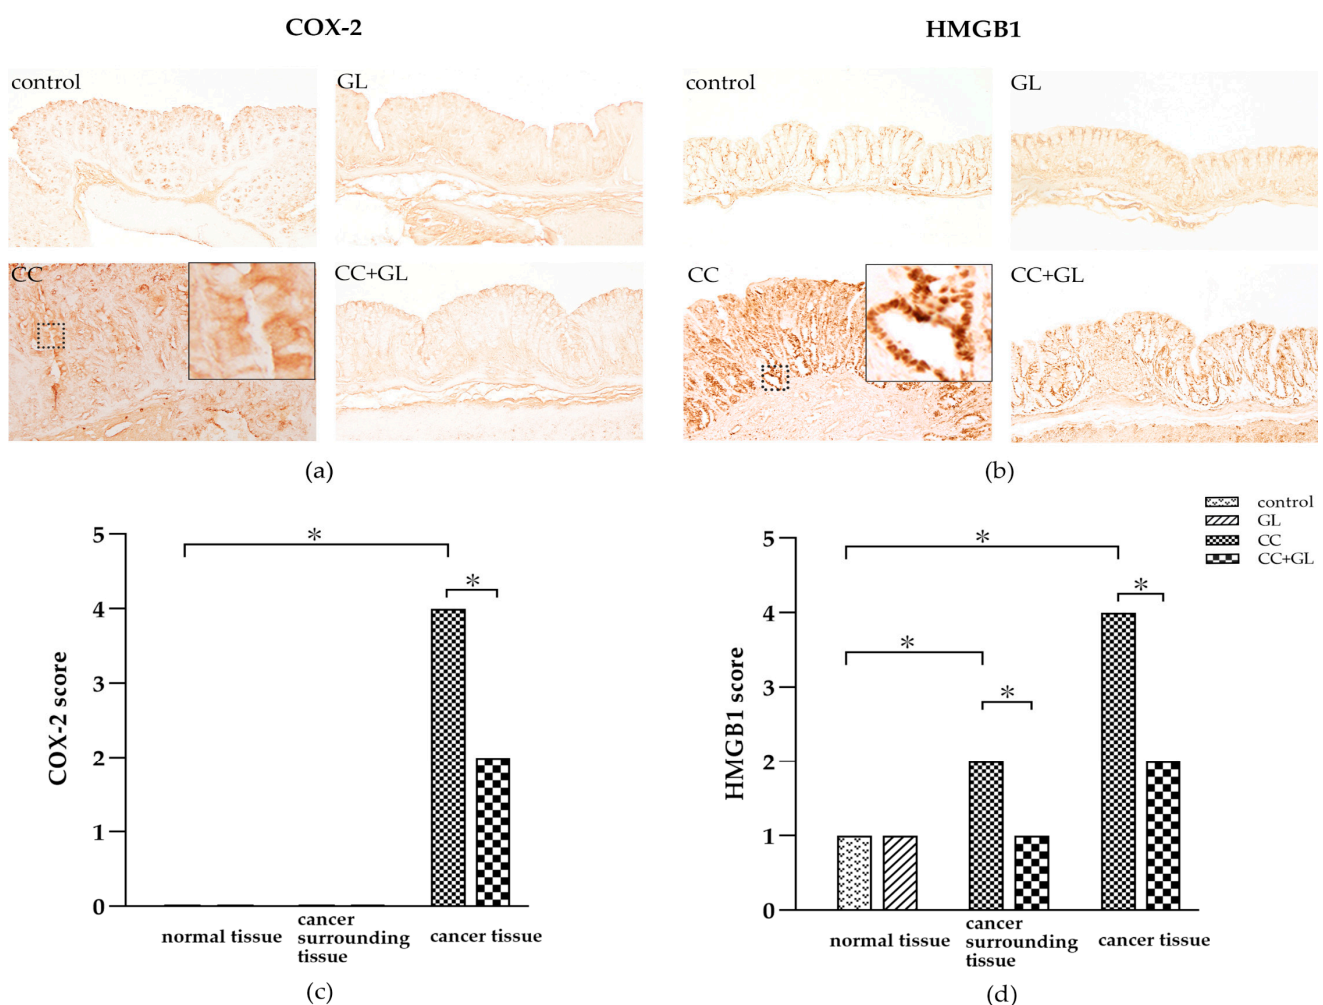 COX-2
HMGB1
control
GL
control
GL
CC
CC+GL
CC
CC+GL
(a)
(b)
COX-2 score
5
4
3
2
1
0
*
*
normal tissue
cancer
surrounding
tissue
cancer tissue
(c)
control
GL
CC
CC+GL
HMGB1 score
5
4
3
2
1
0
*
*
*
*
normal tissue
cancer
surrounding
tissue
cancer tissue
(d)